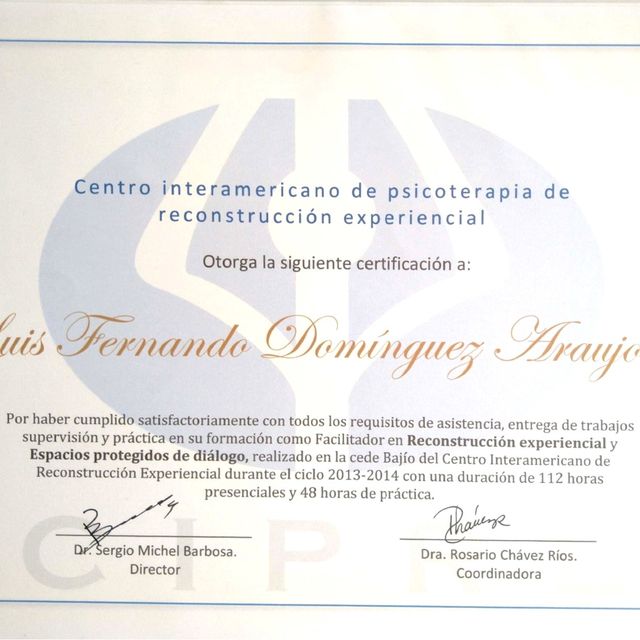 Centro interamericano de psicoterapia de
reconstrucción experiencial
Otorga la siguiente certificación a:
Luis Fernando Domínguez Araujo
Por haber cumplido satisfactoriamente con todos los requisitos de asistencia, entrega de trabajos
supervisión y práctica en su formación como Facilitador en Reconstrucción experiencial y
Espacios protegidos de diálogo, realizado en la cede Bajío del Centro Interamericano de
Reconstrucción Experiencial durante el ciclo 2013-2014 con una duración de 112 horas
presenciales y 48 horas de práctica.
Dr. Sergio Michel Barbosa.
Director
Dra. Rosario Chávez Ríos.
Coordinadora
CIP